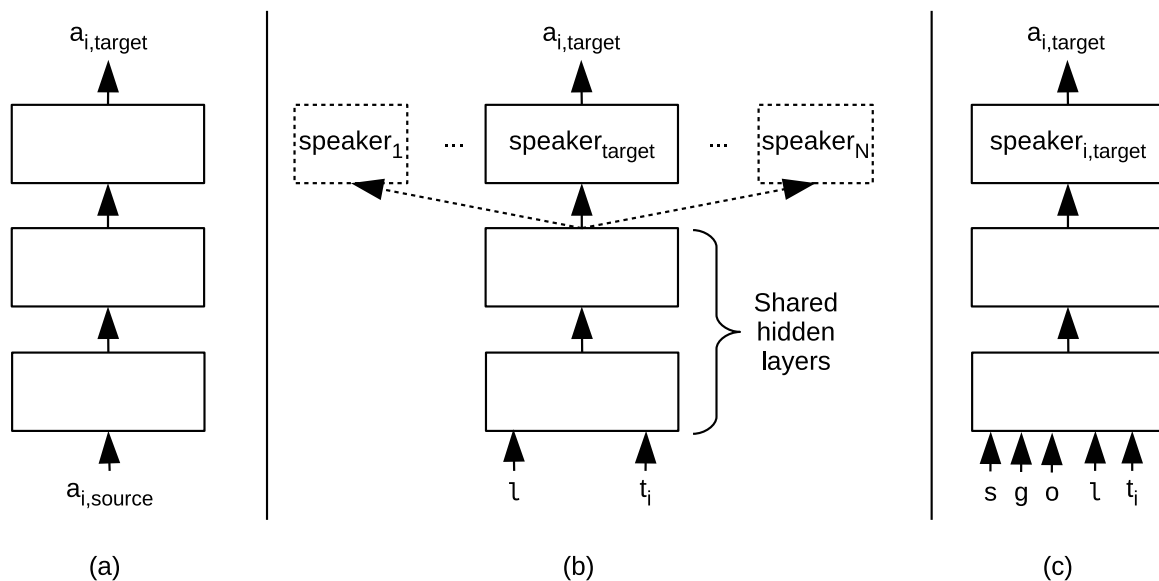 a_i,target
a_i,source
(a)
a_i,target
speaker_1 ... speaker_target ... speaker_N
Shared
hidden
layers
l t_i
(b)
a_i,target
speaker_i,target
s g o l t_i
(c)